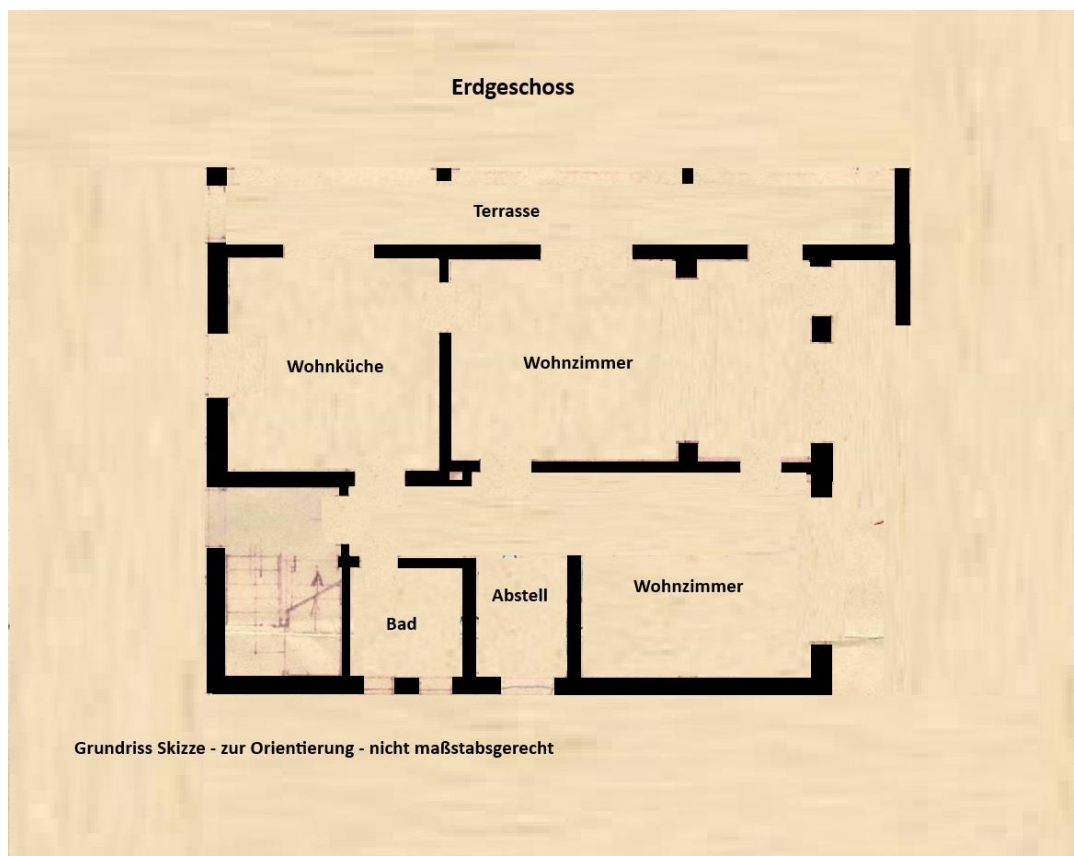 Erdgeschoss
Terrasse
Wohnküche
Wohnzimmer
Wohnzimmer
Abstell
Bad
Grundriss Skizze - zur Orientierung - nicht maßstabsgerecht